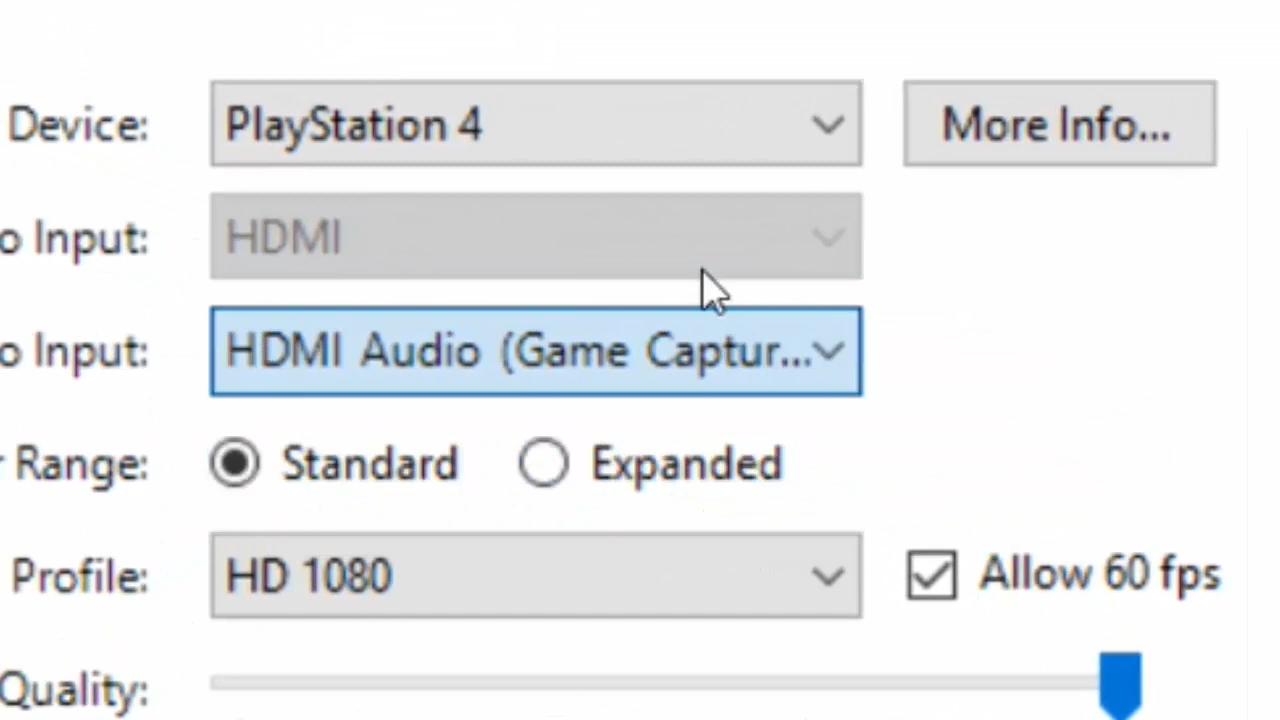 Device: PlayStation 4 More Info...
o Input: HDMI
o Input: HDMI Audio (Game Captur...
r Range: Standard Expanded
Profile: HD 1080 Allow 60 fps
Quality: